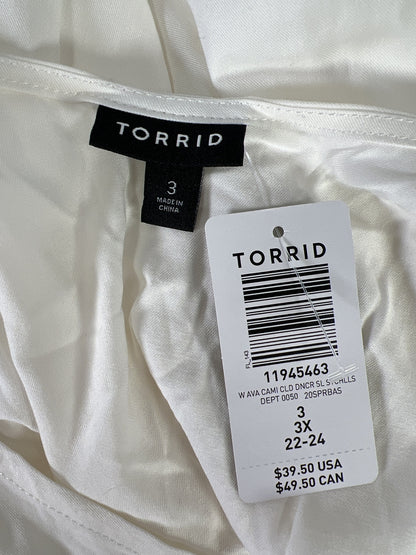 TORRID
3
MADE IN
CHINA
TORRID
FL_143
11945463
W AVA CAMI CLD DNCR SL
DEPT 0050 20SPRBAS
3
3X
22-24
$39.50 USA
$49.50 CAN